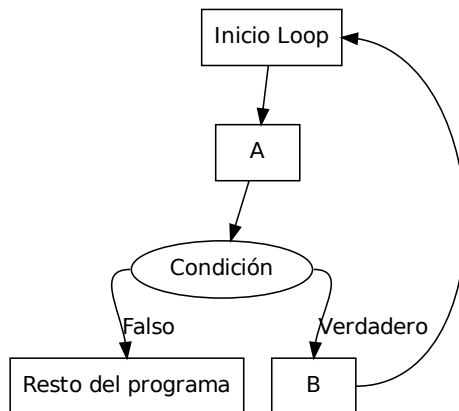 Inicio Loop
A
Condición
Falso
Verdadero
Resto del programa
B